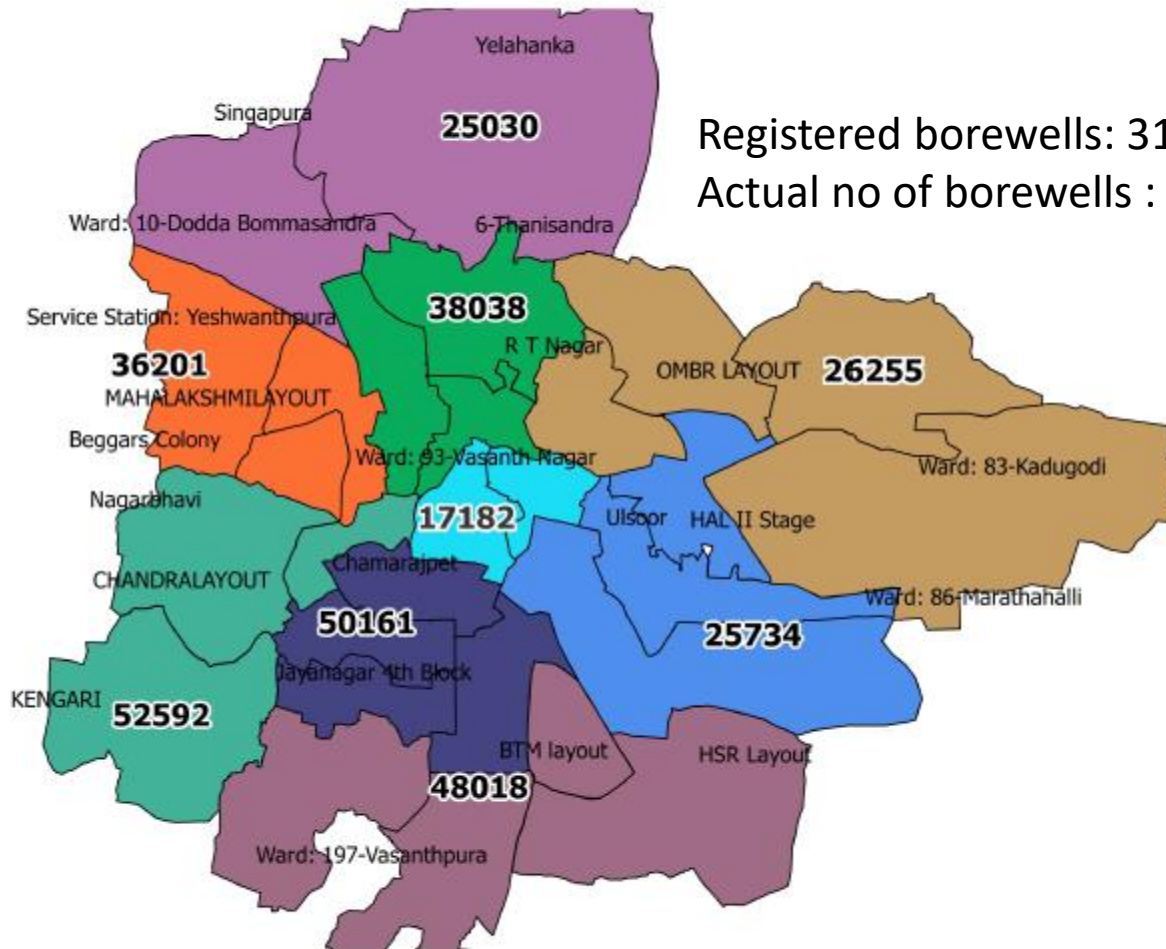 Yelahanka
Singapura
25030
Registered borewells: 31
Actual no of borewells :
Ward: 10-Dodda Bommasandra
6-Thanisandra
38038
Service Station: Yeshwanthpura
R T Nagar
36201
OMBR LAYOUT
26255
MAHALAKSHMILAYOUT
Beggars Colony
Ward: 93-Vasanth Nagar
Ward: 83-Kadugodi
Nagarbhavi
17182
Ulsoor
HAL II Stage
Chamarajpet
CHANDRALAYOUT
Ward: 86-Marathahalli
50161
25734
Jayanagar 4th Block
KENGARI
52592
BTM layout
HSR Layout
48018
Ward: 197-Vasanthpura